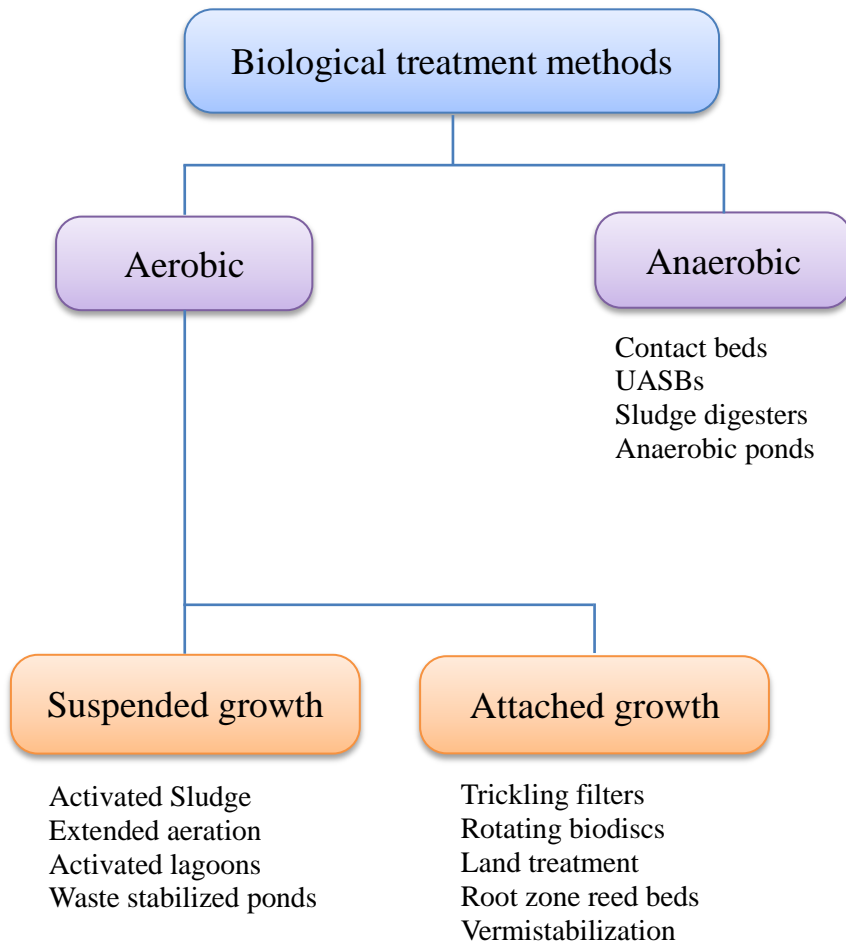 Biological treatment methods
Aerobic
Anaerobic
Contact beds
UASBs
Sludge digesters
Anaerobic ponds
Suspended growth
Attached growth
Activated Sludge
Extended aeration
Activated lagoons
Waste stabilized ponds
Trickling filters
Rotating biodiscs
Land treatment
Root zone reed beds
Vermistabilization